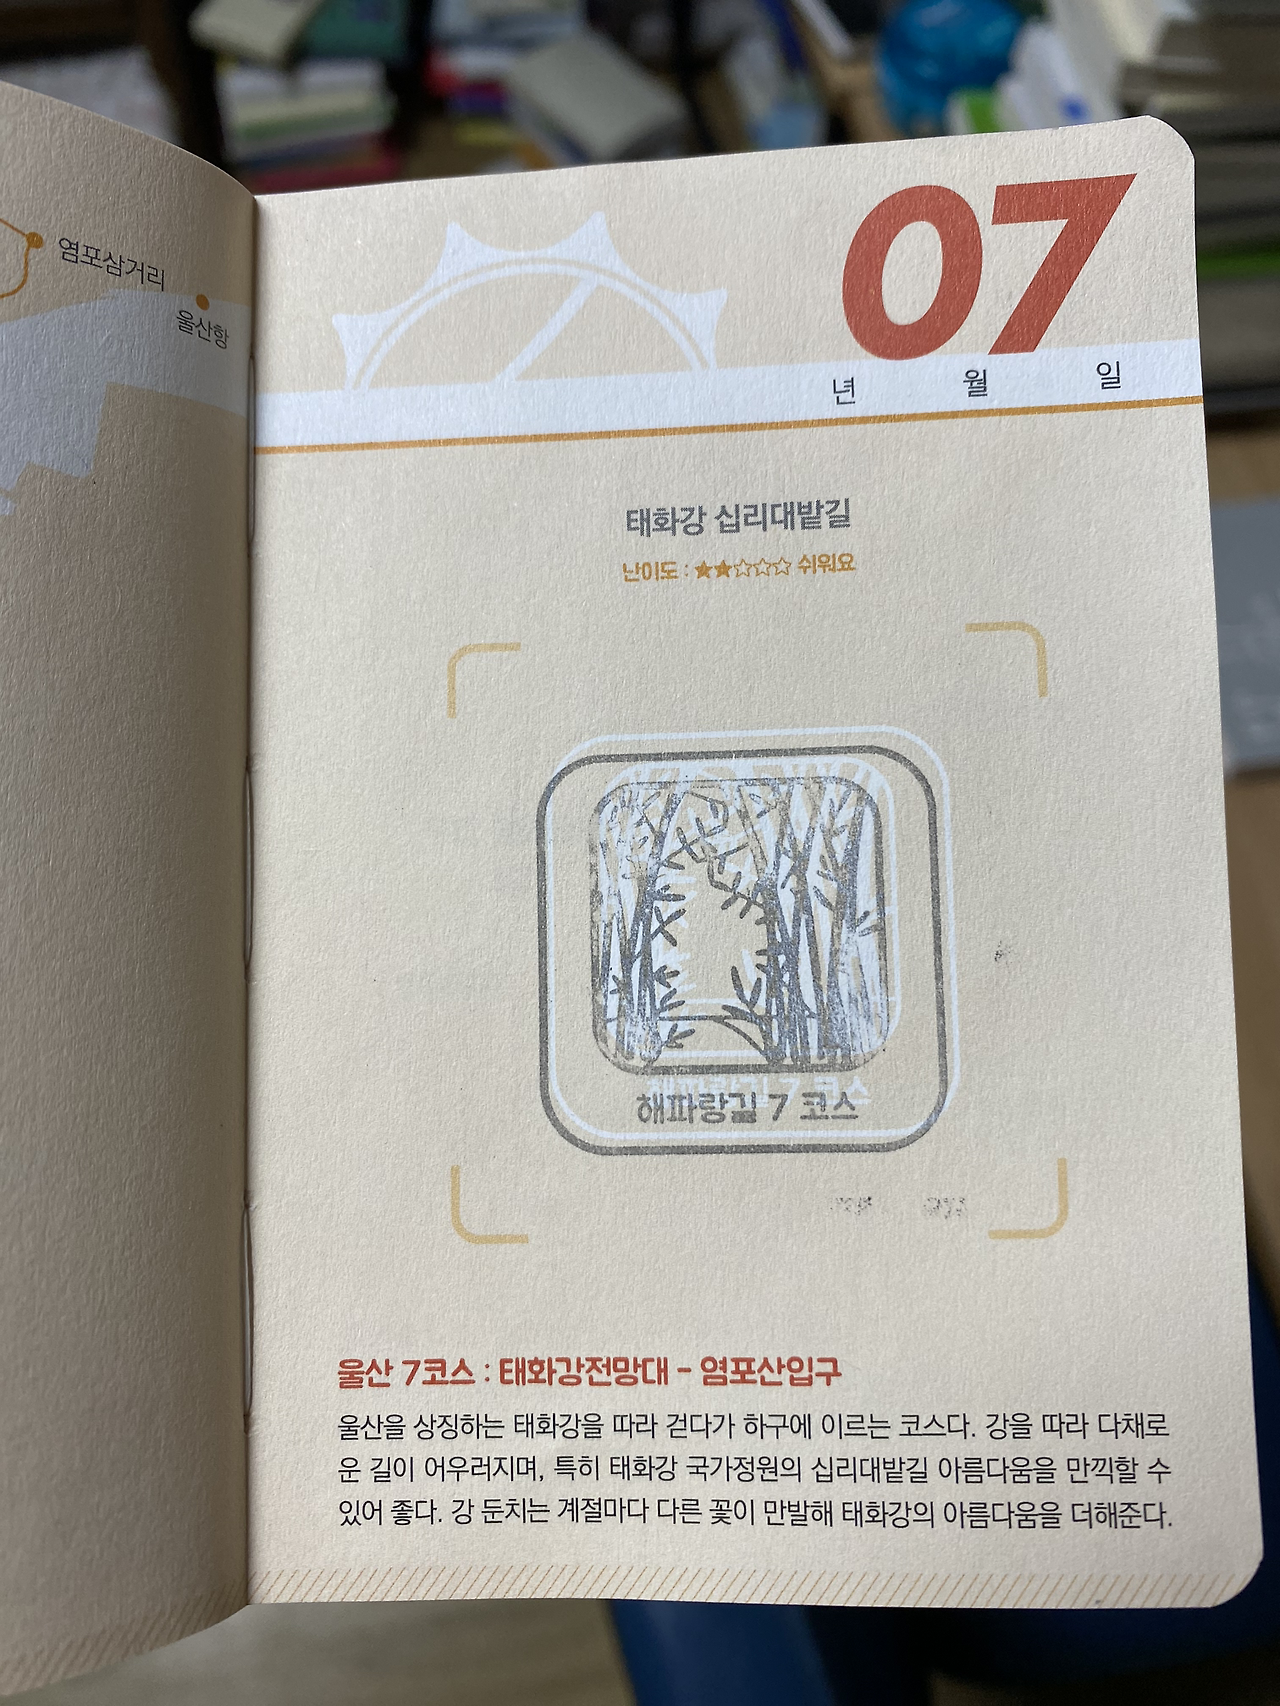 염포삼거리
울산항
07
년 월 일
태화강 십리대밭길
난이도 : ★★☆☆☆ 쉬워요
해파랑길 7 코스
해파랑길 7 코스
울산 7코스 : 태화강전망대 - 염포산입구
울산을 상징하는 태화강을 따라 걷다가 하구에 이르는 코스다. 강을 따라 다채로
운 길이 어우러지며, 특히 태화강 국가정원의 십리대밭길 아름다움을 만끽할 수
있어 좋다. 강 둔치는 계절마다 다른 꽃이 만발해 태화강의 아름다움을 더해준다.